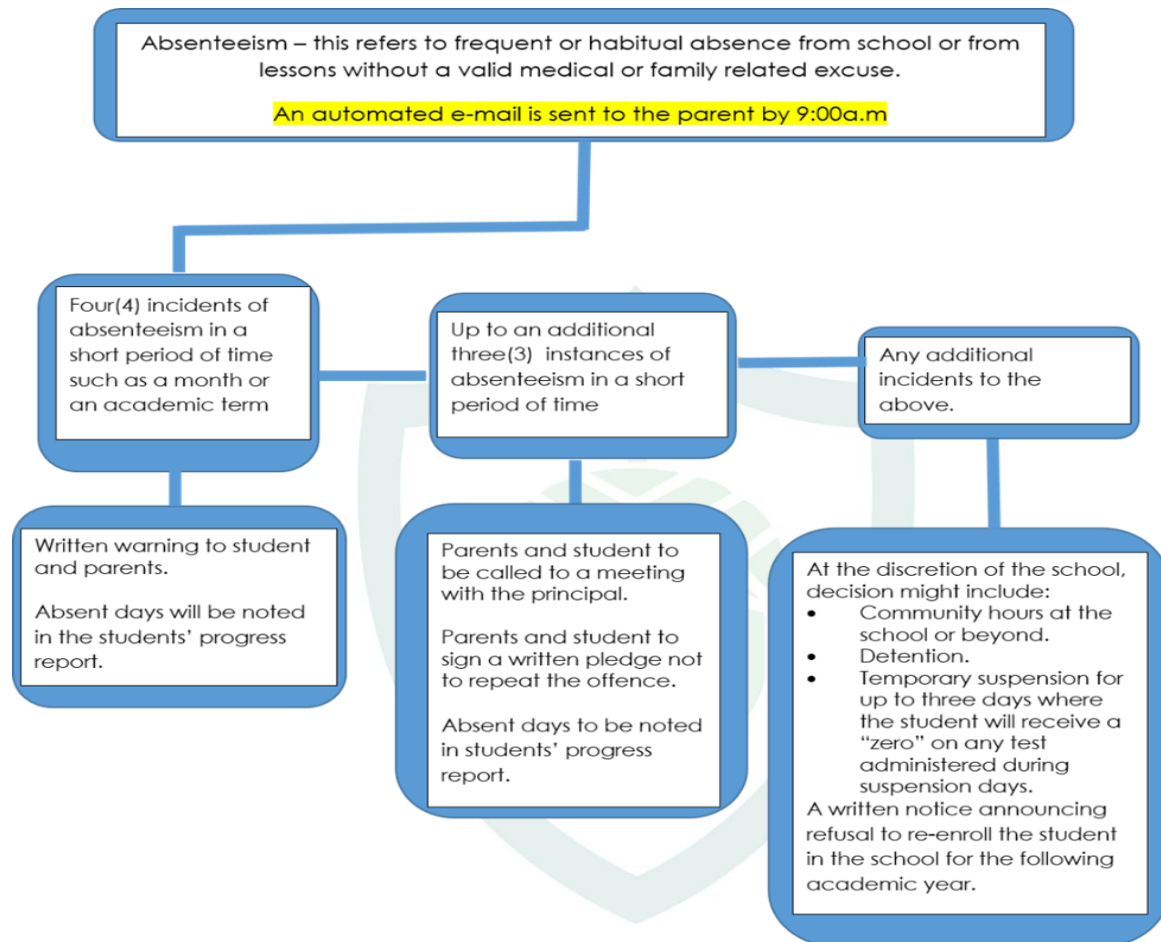 Absenteeism – this refers to frequent or habitual absence from school or from
lessons without a valid medical or family related excuse.
An automated e-mail is sent to the parent by 9:00a.m
Four(4) incidents of
absenteeism in a
short period of time
such as a month or
an academic term
Up to an additional
three(3) instances of
absenteeism in a short
period of time
Any additional
incidents to the
above.
Written warning to student
and parents.
Absent days will be noted
in the students’ progress
report.
Parents and student to
be called to a meeting
with the principal.
Parents and student to
sign a written pledge not
to repeat the offence.
Absent days to be noted
in students’ progress
report.
At the discretion of the school,
decision might include:
• Community hours at the
school or beyond.
• Detention.
• Temporary suspension for
up to three days where
the student will receive a
“zero” on any test
administered during
suspension days.
A written notice announcing
refusal to re-enroll the student
in the school for the following
academic year.